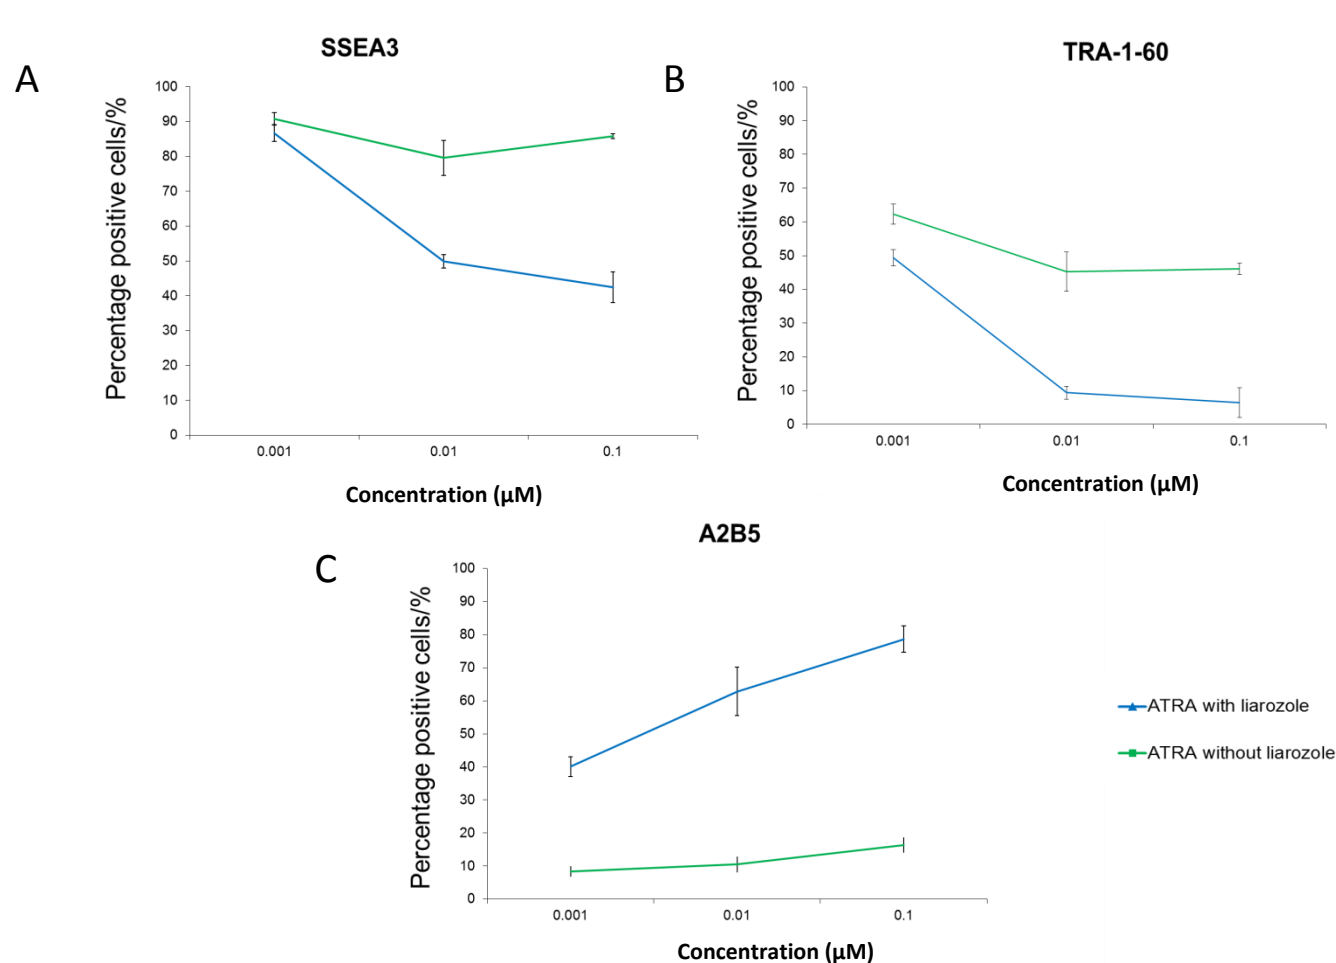 A
SSEA3
Percentage positive cells/%
100
90
80
70
60
50
40
30
20
10
0
0.001 0.01 0.1
Concentration (μM)
B
TRA-1-60
Percentage positive cells/%
100
90
80
70
60
50
40
30
20
10
0
0.001 0.01 0.1
Concentration (μM)
C
A2B5
Percentage positive cells/%
100
90
80
70
60
50
40
30
20
10
0
0.001 0.01 0.1
Concentration (μM)
ATRA with liarozole
ATRA without liarozole